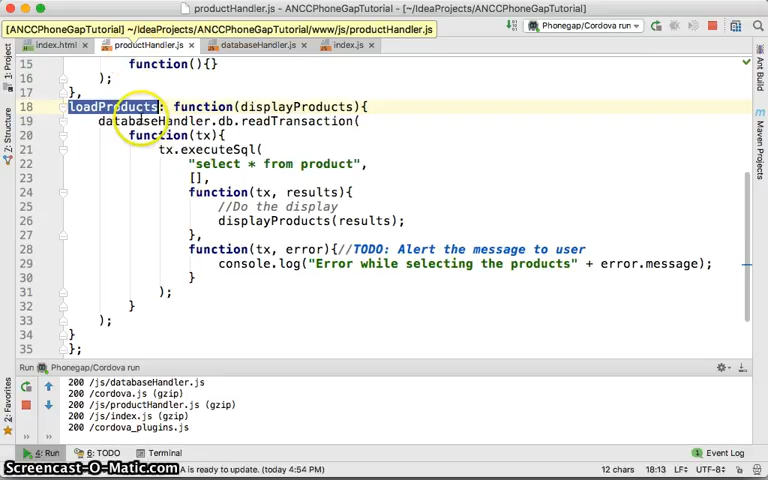 productHandler.js - ANCCPhoneGapTutorial - [~/IdeaProjects/ANCCPhoneGapTutorial]
[ANCCPhoneGapTutorial] ~/IdeaProjects/ANCCPhoneGapTutorial/www/js/productHandler.js
Phonegap/Cordova run
index.html
productHandler.js
databaseHandler.js
index.js
1: Project
7: Structure
2: Favorites
Ant Build
Maven Projects
15 function(){}
16 );
17 },
18 loadProducts: function(displayProducts){
19 databaseHandler.db.readTransaction(
20 function(tx){
21 tx.executeSql(
22 "select * from product",
23 [],
24 function(tx, results){
25 //Do the display
26 displayProducts(results);
27 },
28 function(tx, error){//TODO: Alert the message to user
29 console.log("Error while selecting the products" + error.message);
30 }
31 );
32 }
33 );
34 }
35 };
Run Phonegap/Cordova run
200 /js/databaseHandler.js
200 /cordova.js (gzip)
200 /js/productHandler.js (gzip)
200 /js/index.js (gzip)
200 /cordova_plugins.js
4: Run
6: TODO
Terminal
Event Log
Screencast-O-Matic.com
A is ready to update. (today 4:54 PM)
12 chars 18:13 LF÷ UTF-8÷